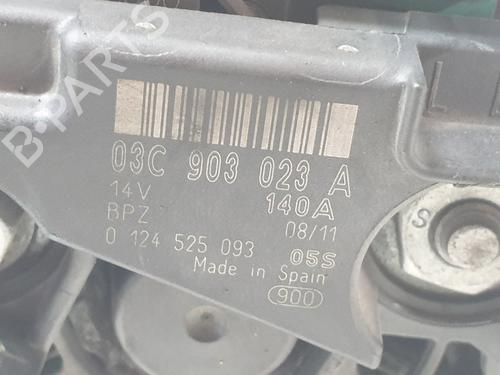 B-PARTS
03C 903 023 A
14V 140A
BPZ 08/11
0 124 525 093 05S
Made in Spain
900
L
S